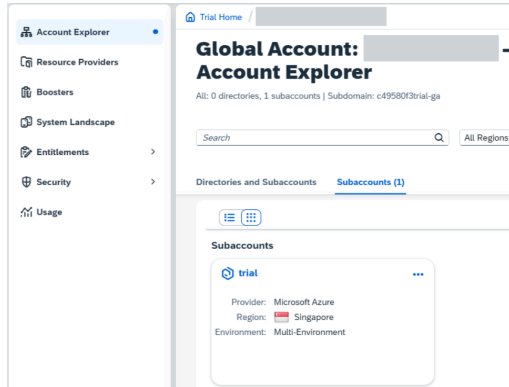 Account Explorer
Resource Providers
Boosters
System Landscape
Entitlements
Security
Usage
Trial Home /
Global Account: -
Account Explorer
All: 0 directories, 1 subaccounts | Subdomain: c49580f3trial-ga
Search
All Regions
Directories and Subaccounts Subaccounts (1)
Subaccounts
trial
Provider: Microsoft Azure
Region: Singapore
Environment: Multi-Environment